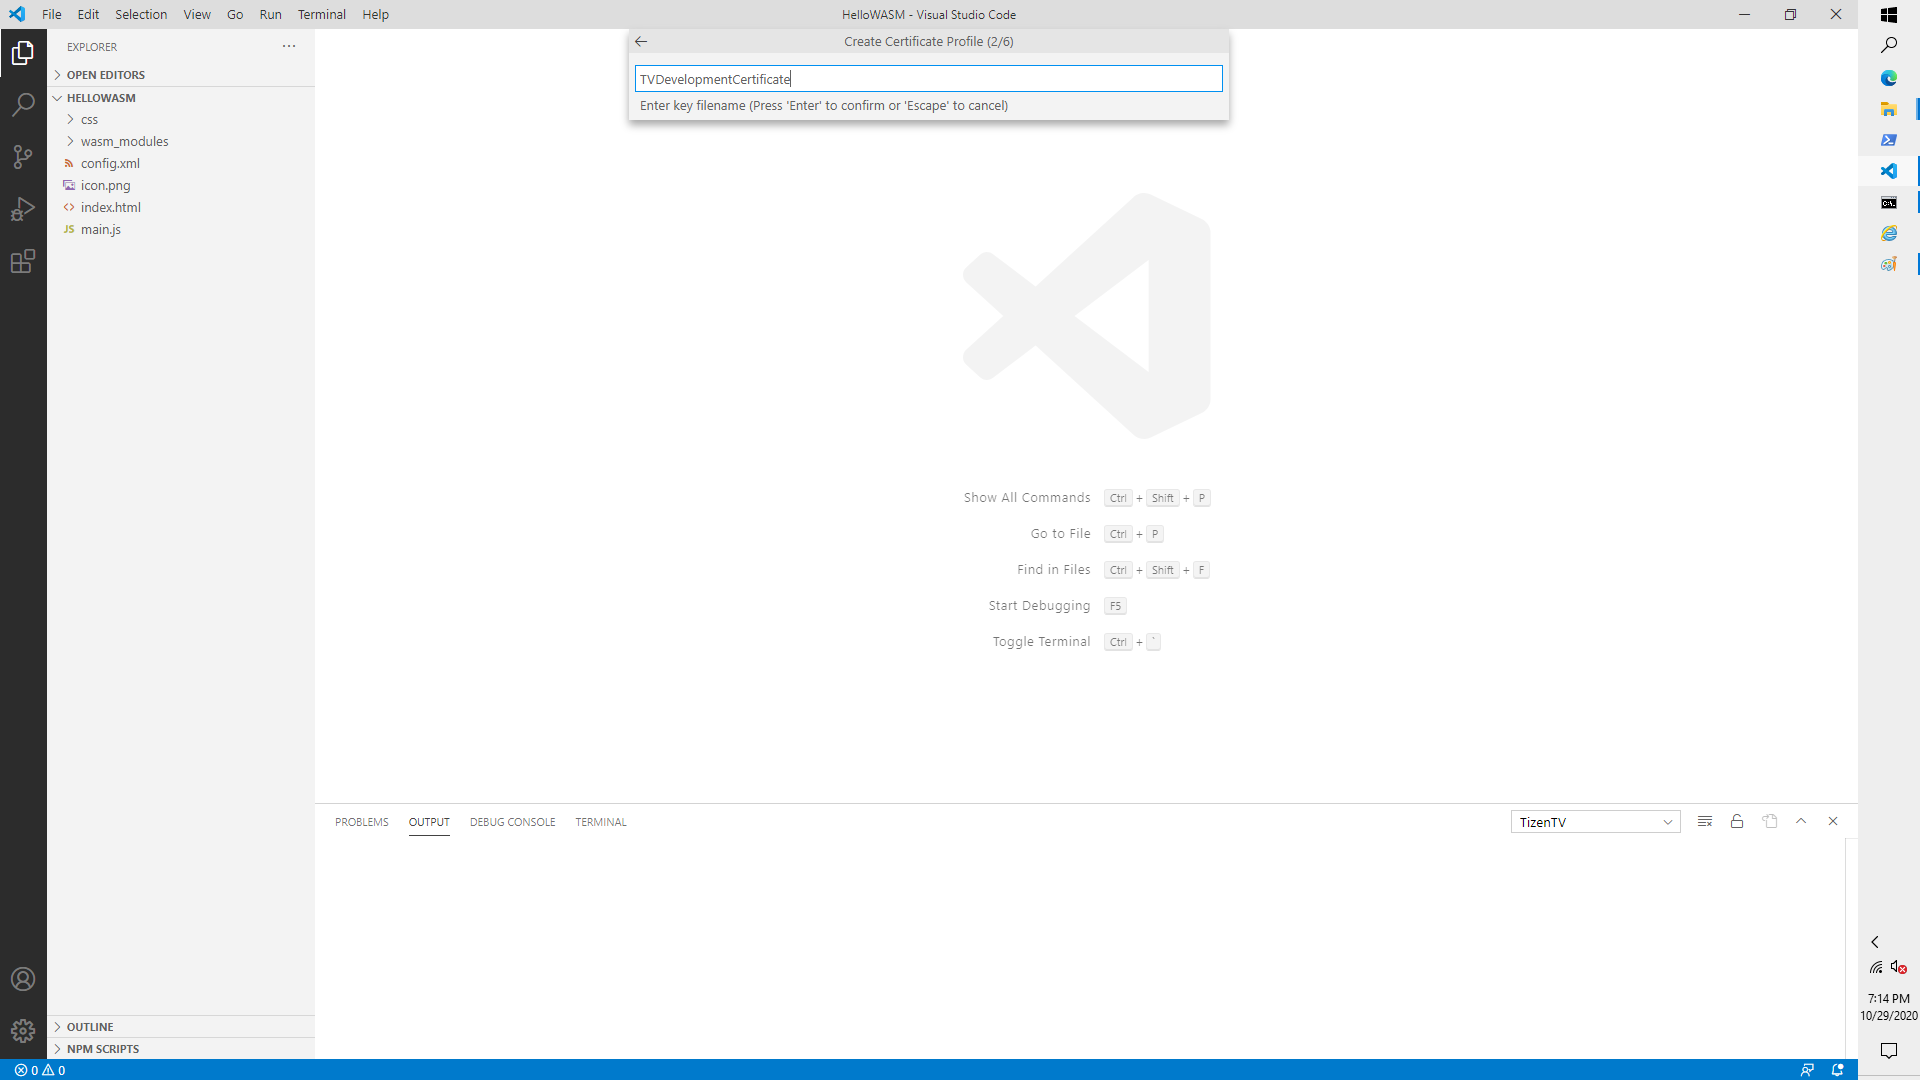 File Edit Selection View Go Run Terminal Help
HelloWASM - Visual Studio Code
EXPLORER
OPEN EDITORS
HELLOWASM
css
wasm_modules
config.xml
icon.png
index.html
JS main.js
OUTLINE
NPM SCRIPTS
Create Certificate Profile (2/6)
TVDevelopmentCertificate
Enter key filename (Press 'Enter' to confirm or 'Escape' to cancel)
Show All Commands Ctrl + Shift + P
Go to File Ctrl + P
Find in Files Ctrl + Shift + F
Start Debugging F5
Toggle Terminal Ctrl + `
PROBLEMS OUTPUT DEBUG CONSOLE TERMINAL
TizenTV
0 0
7:14 PM
10/29/2020